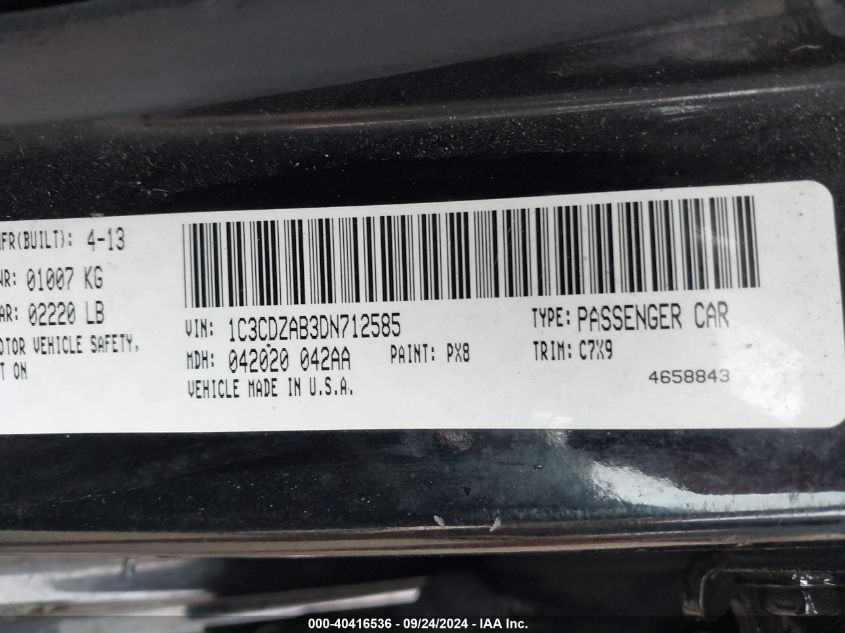 MFR(BUILT): 4-13
WR: 01007 KG
AR: 02220 LB
OTOR VEHICLE SAFETY,
T ON
VIN: 1C3CDZAB3DN712585
TYPE: PASSENGER CAR
MDH: 042020 042AA
PAINT: PX8
TRIM: C7X9
VEHICLE MADE IN U.S.A.
4658843
000-40416536 - 09/24/2024 - IAA Inc.